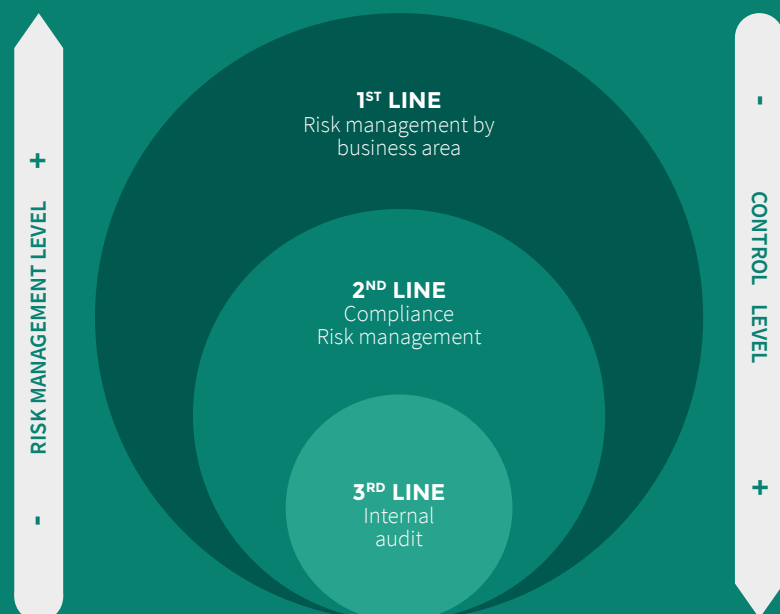 +
RISK MANAGEMENT LEVEL
-
1ST LINE
Risk management by
business area
2ND LINE
Compliance
Risk management
3RD LINE
Internal
audit
-
CONTROL LEVEL
+